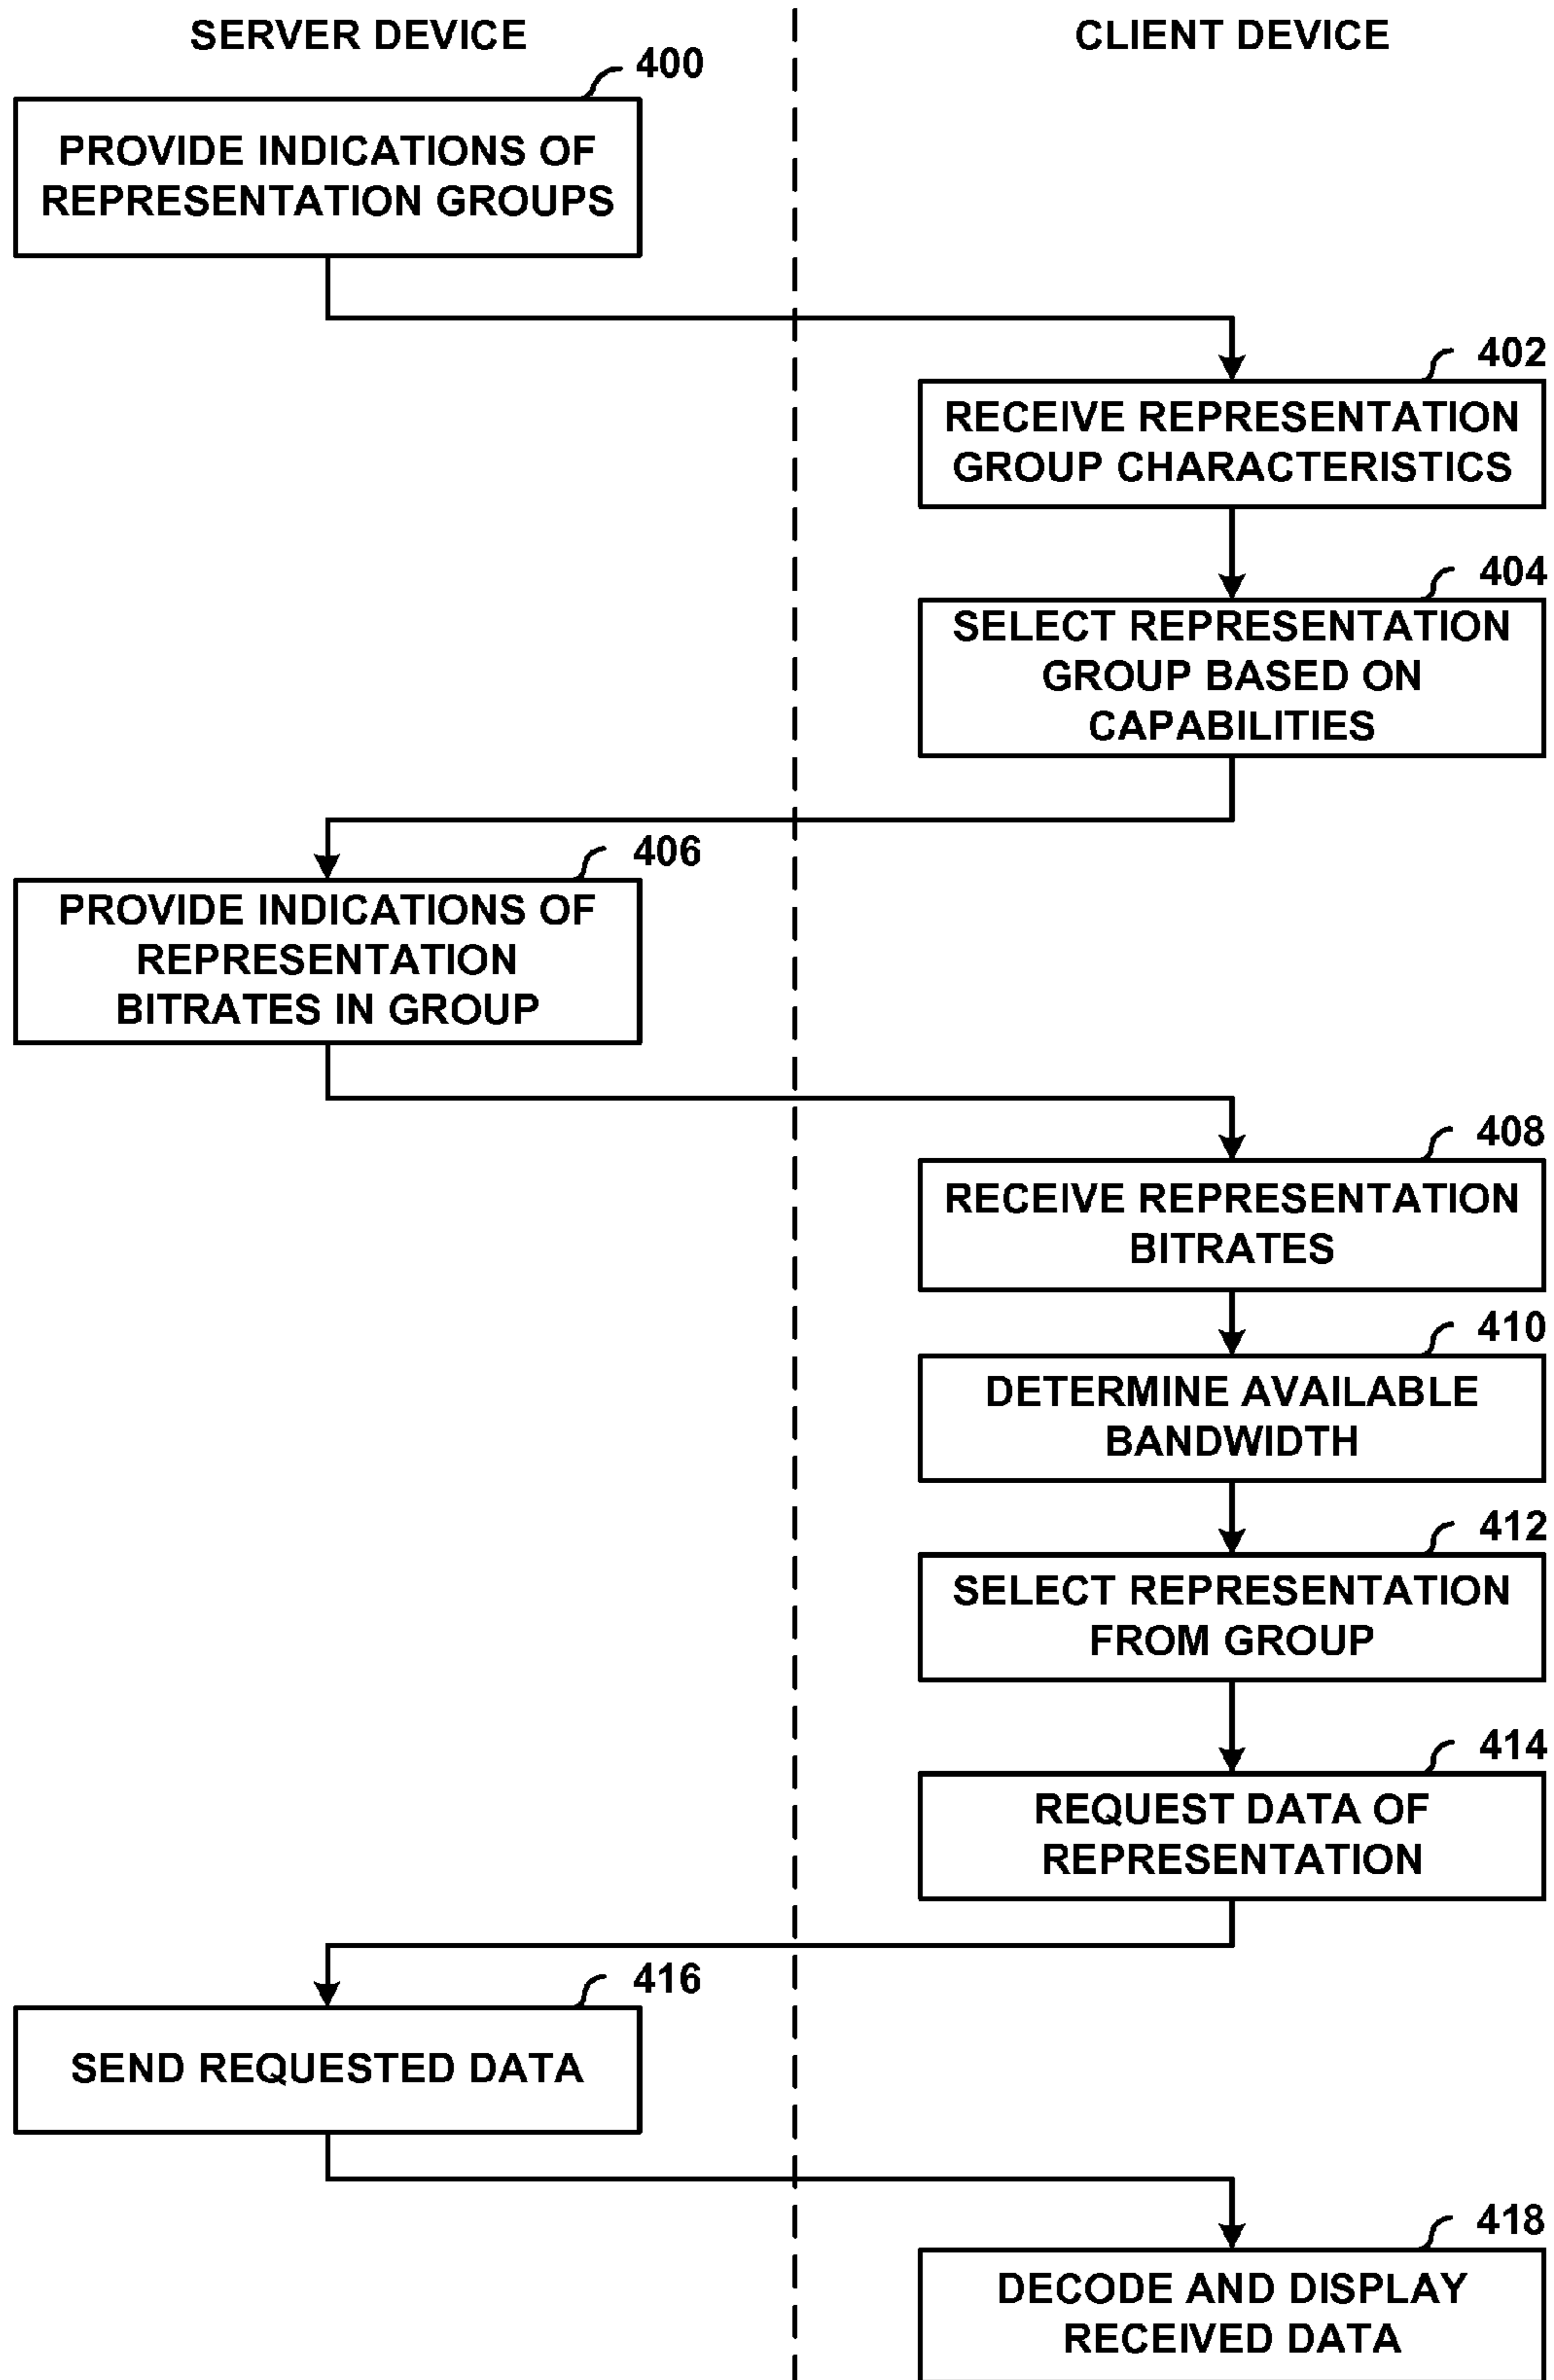 SERVER DEVICE
CLIENT DEVICE
400
PROVIDE INDICATIONS OF
REPRESENTATION GROUPS
402
RECEIVE REPRESENTATION
GROUP CHARACTERISTICS
404
SELECT REPRESENTATION
GROUP BASED ON
CAPABILITIES
406
PROVIDE INDICATIONS OF
REPRESENTATION
BITRATES IN GROUP
408
RECEIVE REPRESENTATION
BITRATES
410
DETERMINE AVAILABLE
BANDWIDTH
412
SELECT REPRESENTATION
FROM GROUP
414
REQUEST DATA OF
REPRESENTATION
416
SEND REQUESTED DATA
418
DECODE AND DISPLAY
RECEIVED DATA